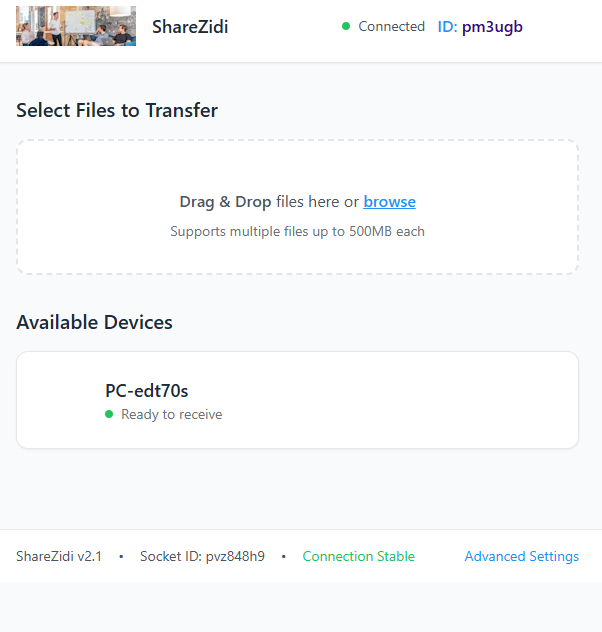 ShareZidi
Connected ID: pm3ugb
Select Files to Transfer
Drag & Drop files here or browse
Supports multiple files up to 500MB each
Available Devices
PC-edt70s
Ready to receive
ShareZidi v2.1 • Socket ID: pvz848h9 • Connection Stable
Advanced Settings